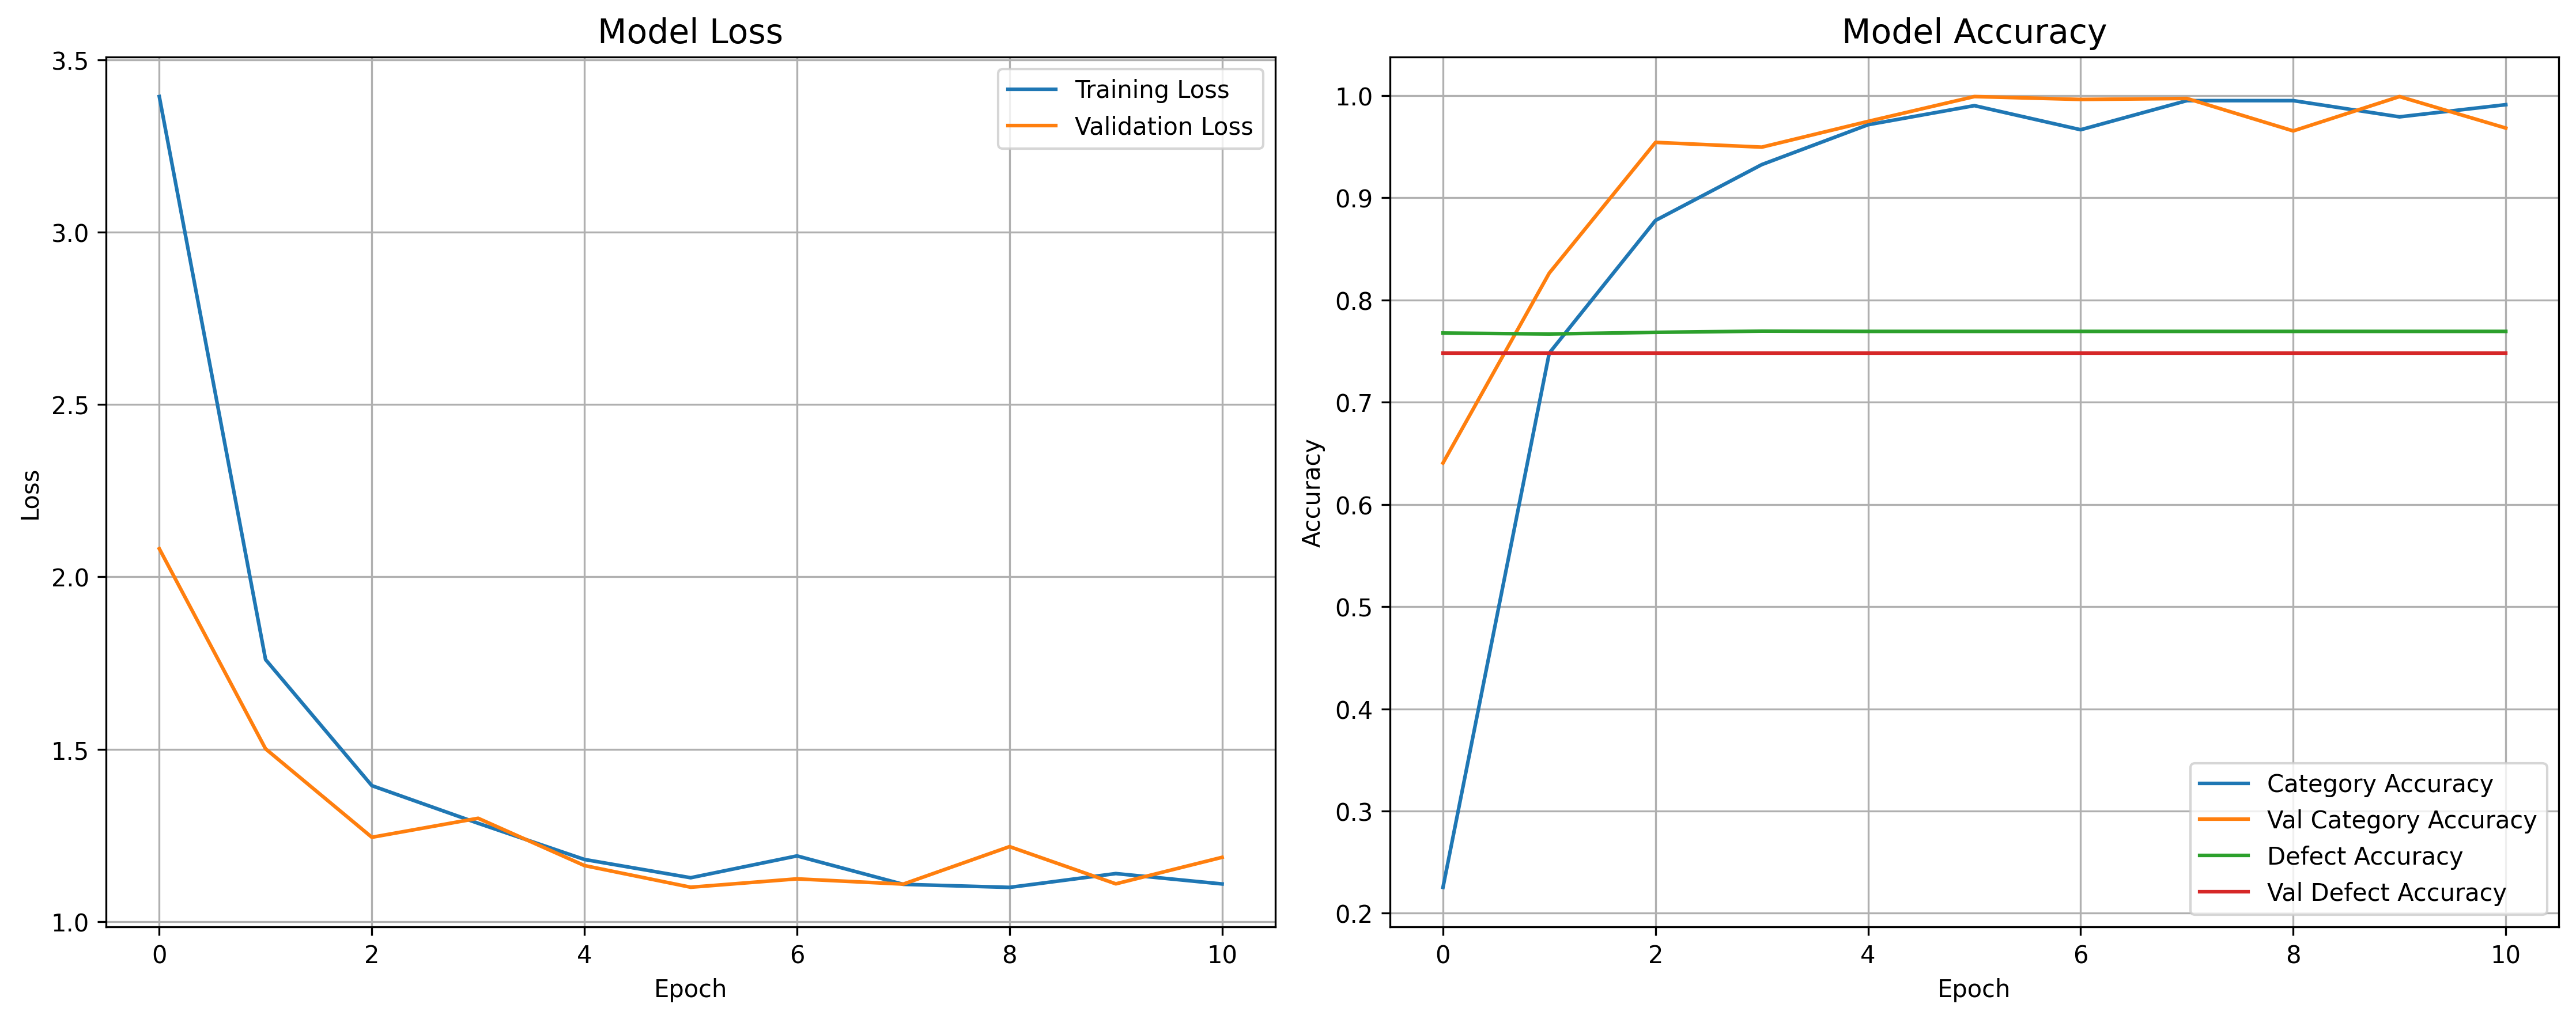 Model Loss
3.5
3.0
2.5
2.0
1.5
1.0
Loss
0 2 4 6 8 10
Epoch
Training Loss
Validation Loss
Model Accuracy
1.0
0.9
0.8
0.7
0.6
0.5
0.4
0.3
0.2
Accuracy
0 2 4 6 8 10
Epoch
Category Accuracy
Val Category Accuracy
Defect Accuracy
Val Defect Accuracy